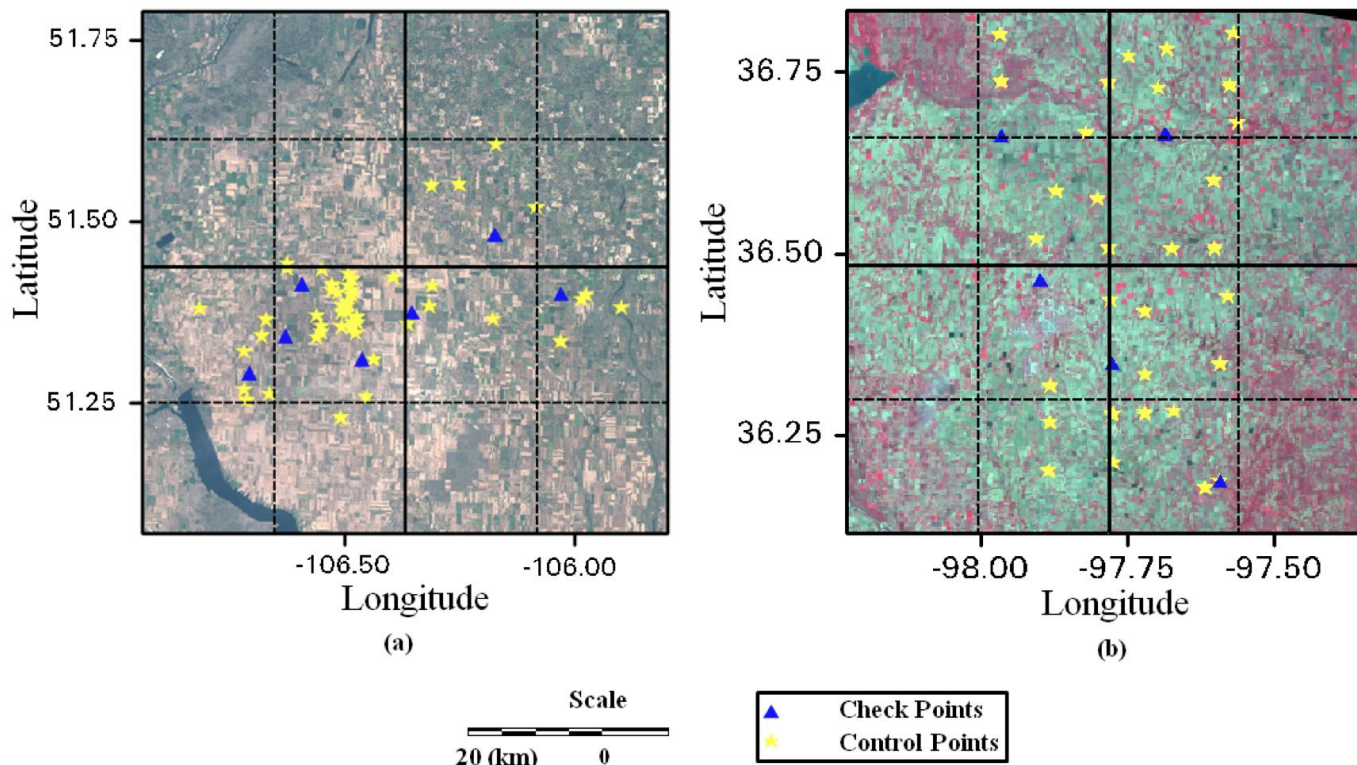 51.75
51.50
51.25
Latitude
-106.50 -106.00
Longitude
(a)
36.75
36.50
36.25
Latitude
-98.00 -97.75 -97.50
Longitude
(b)
Scale
20 (km) 0
Check Points
Control Points